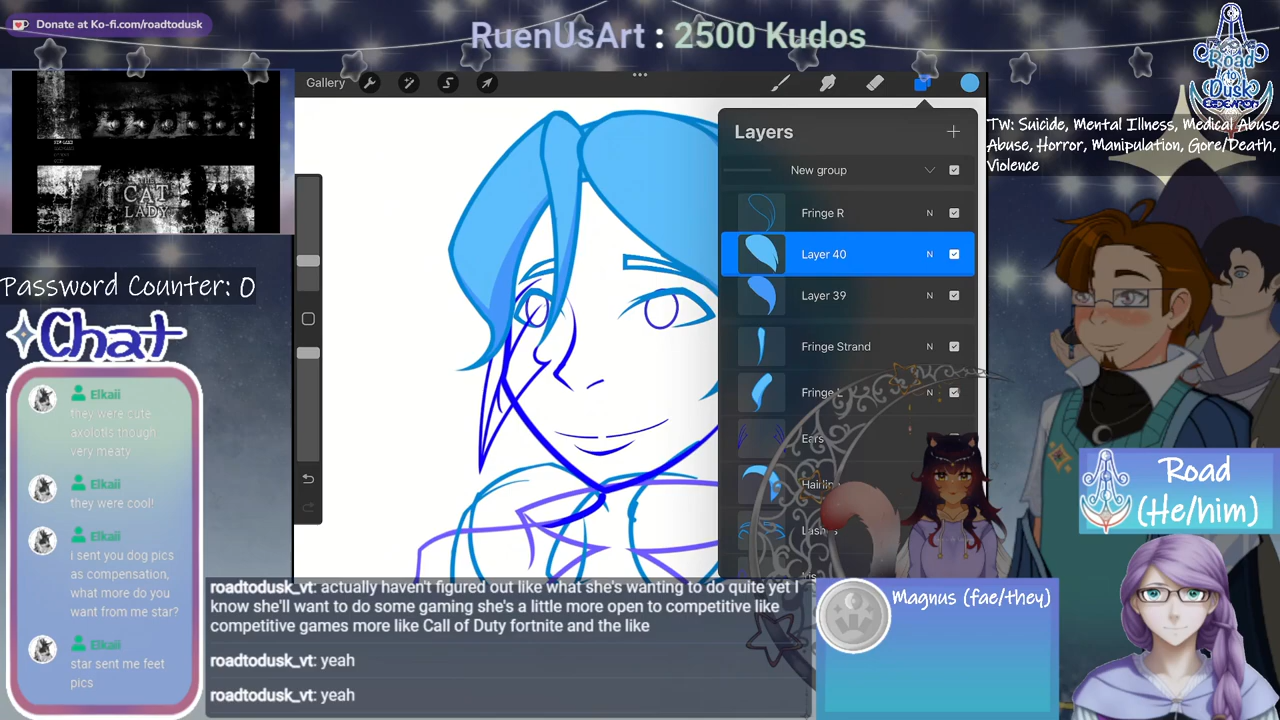 Donate at Ko-fi.com/roadtodusk
RuenUsArt : 2500 Kudos
Road
to
Dusk
TW: Suicide, Mental Illness, Medical Abuse
Abuse, Horror, Manipulation, Gore/Death,
Violence
Gallery
Layers
New group
Fringe R
N
Layer 40
N
Layer 39
N
Fringe Strand
N
Fringe L
N
Ears
Hairlin
Lashes
CAT
LADY
Password Counter: 0
Chat
Elkaii
they were cute
axolotls though
very meaty
Elkaii
they were cool!
Elkaii
i sent you dog pics
as compensation,
what more do you
want from me star?
Elkaii
star sent me feet
pics
roadtodusk_vt: actually haven't figured out like what she's wanting to do quite yet I
know she'll want to do some gaming she's a little more open to competitive like
competitive games more like Call of Duty fortnite and the like
roadtodusk_vt: yeah
roadtodusk_vt: yeah
Magnus (fae/they)
Road
(He/him)